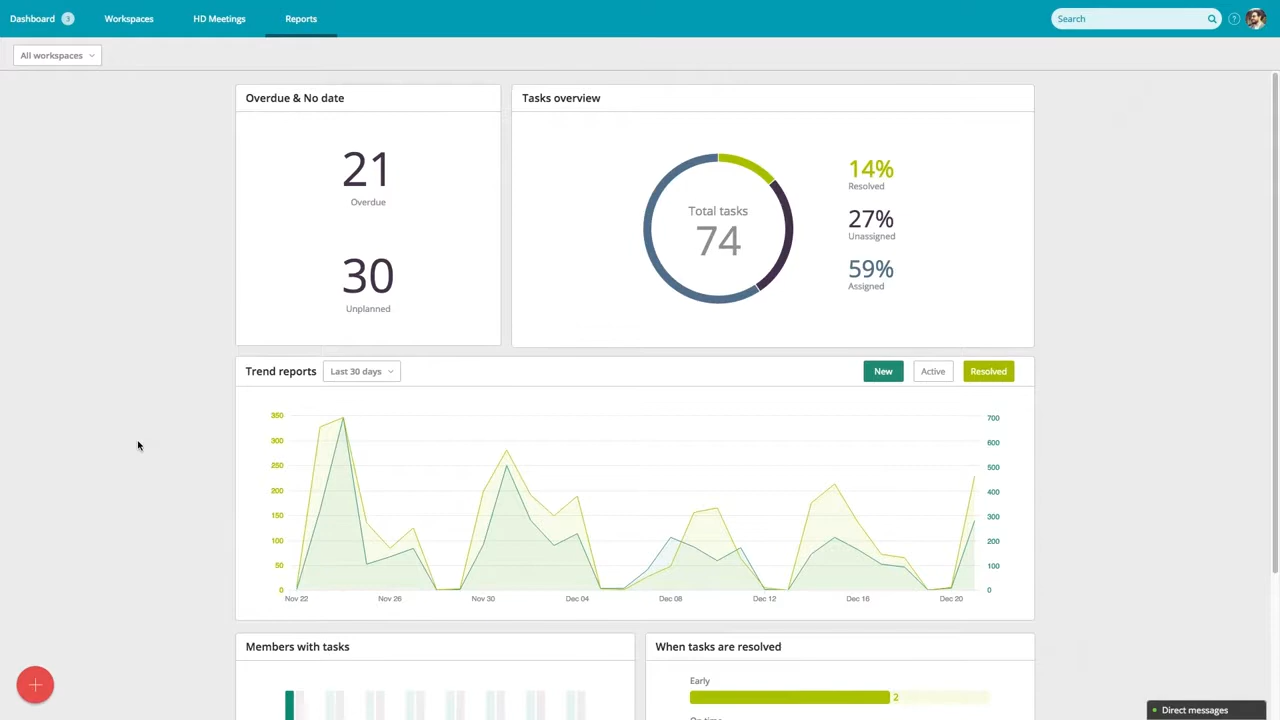 Dashboard 3 Workspaces HD Meetings Reports Search ?
All workspaces
Overdue & No date
21
Overdue
30
Unplanned
Tasks overview
Total tasks
74
14%
Resolved
27%
Unassigned
59%
Assigned
Trend reports Last 30 days New Active Resolved
350 700
300 600
250 500
200 400
150 300
100 200
50 100
0 0
Nov 22 Nov 26 Nov 30 Dec 04 Dec 08 Dec 12 Dec 16 Dec 20
Members with tasks
When tasks are resolved
Early
2
On time
Direct messages